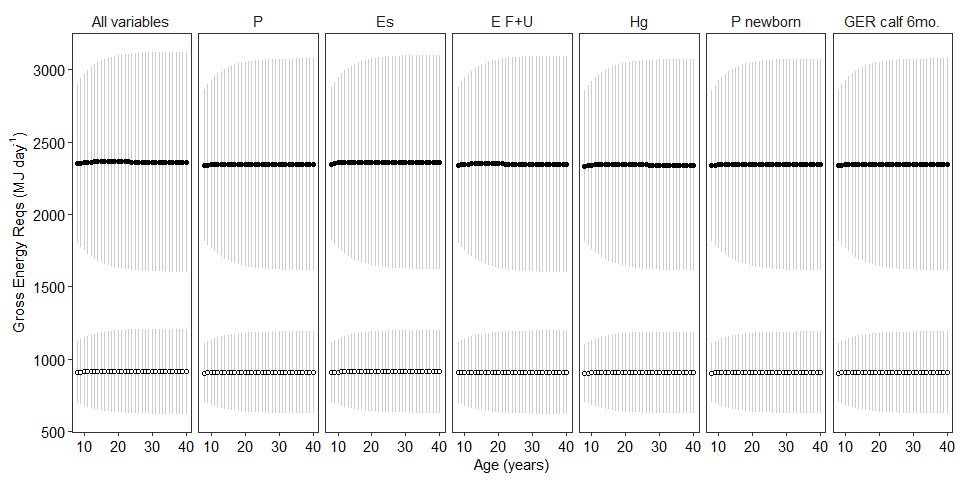 All variables P Es E F+U Hg P newborn GER calf 6mo.
Gross Energy Reqs (MJ day-1)
3000
2500
2000
1500
1000
500
10 20 30 40 10 20 30 40 10 20 30 40 10 20 30 40 10 20 30 40 10 20 30 40 10 20 30 40
Age (years)